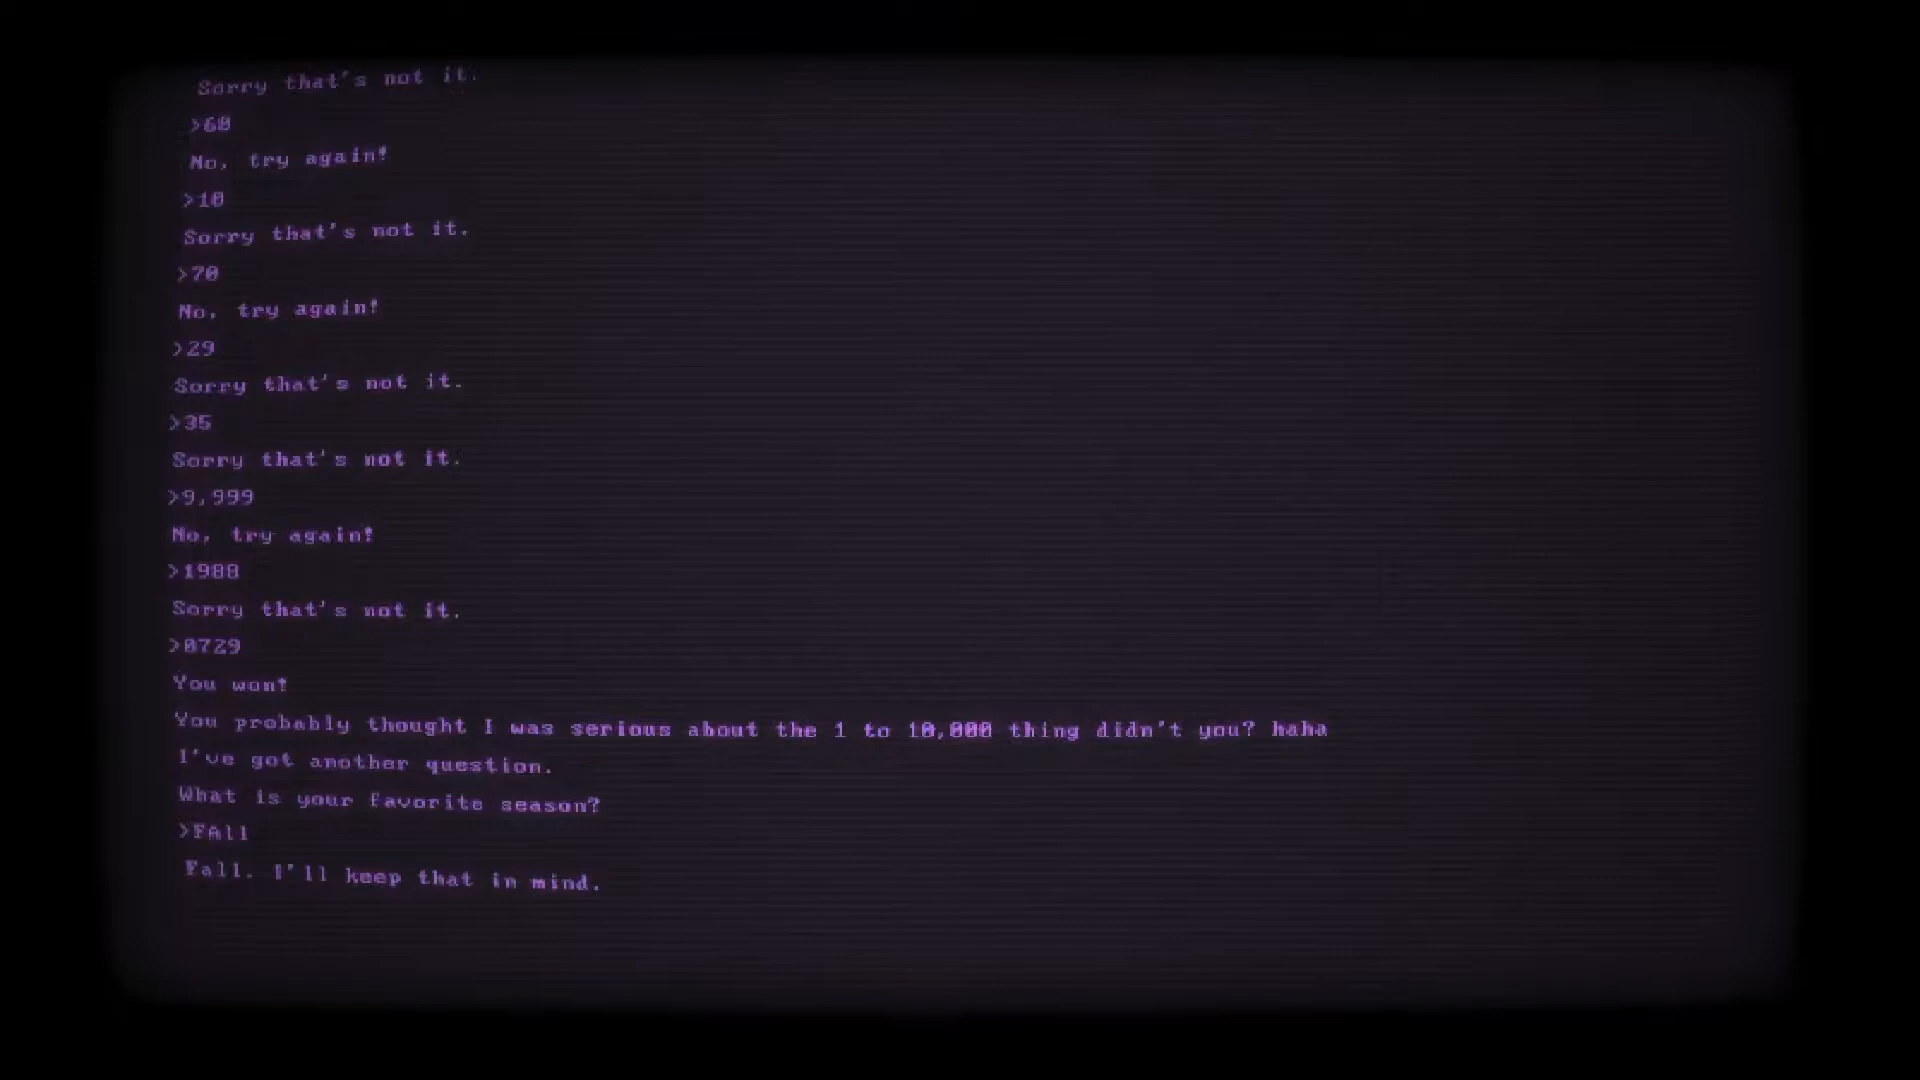 Sorry that's not it.
>60
No, try again!
>10
Sorry that's not it.
>70
No, try again!
>29
Sorry that's not it.
>35
Sorry that's not it.
>9,999
No, try again!
>1988
Sorry that's not it.
>0729
You won!
You probably thought I was serious about the 1 to 10,000 thing didn't you? haha
I've got another question.
What is your favorite season?
>FAll
Fall. I'll keep that in mind.